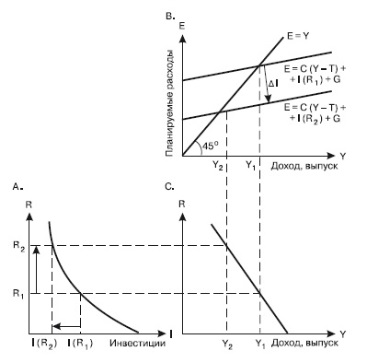 B.
E
Планируемые расходы
E = Y
E = C (Y – T) +
+ I (R₁) + G
ΔI
E = C (Y – T) +
+ I (R₂) + G
45°
Y₂
Y₁
Доход, выпуск
Y
A.
R
R₂
R₁
I (R₂)
I (R₁)
Инвестиции
I
C.
R
Y₂
Y₁
Доход, выпуск
Y